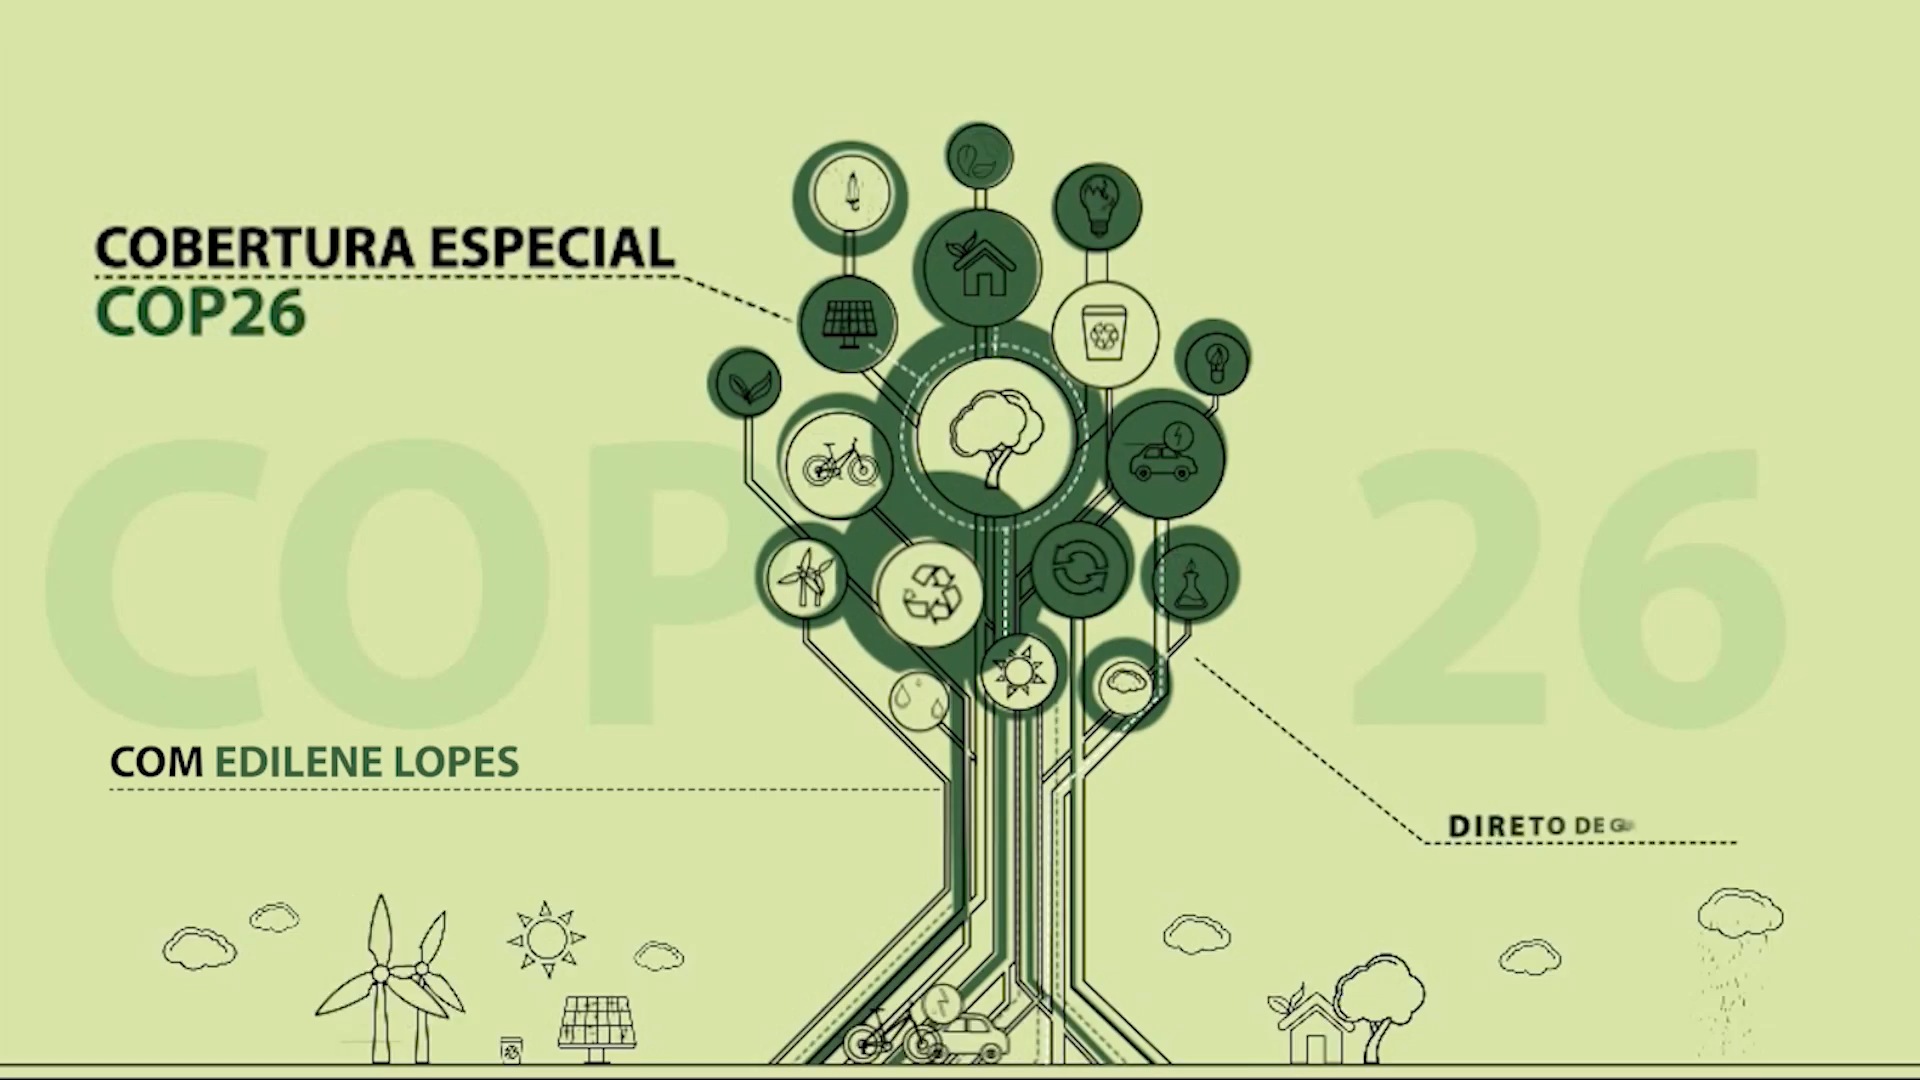 COBERTURA ESPECIAL
COP26
COP 26
COM EDILENE LOPES
DIRETO DE